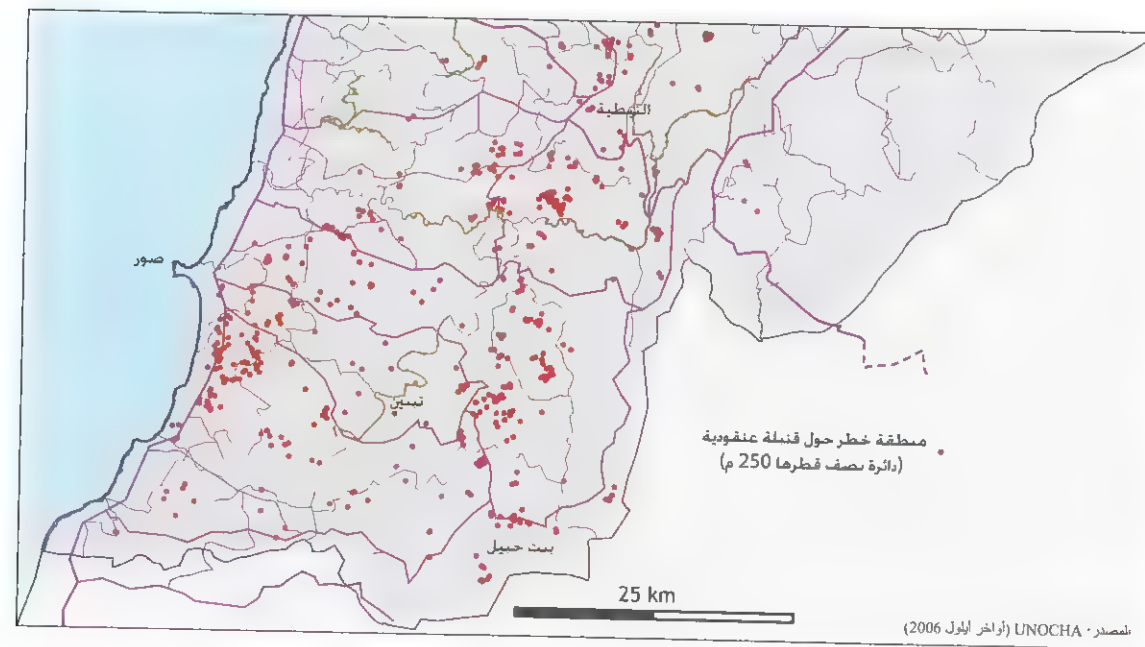 النبطية
صور
تبنين
منطقة خطر حول قنبلة عنقودية
(دائرة نصف قطرها 250 م)
بنت جبيل
25 km
المصدر: UNOCHA (أواخر أيلول 2006)